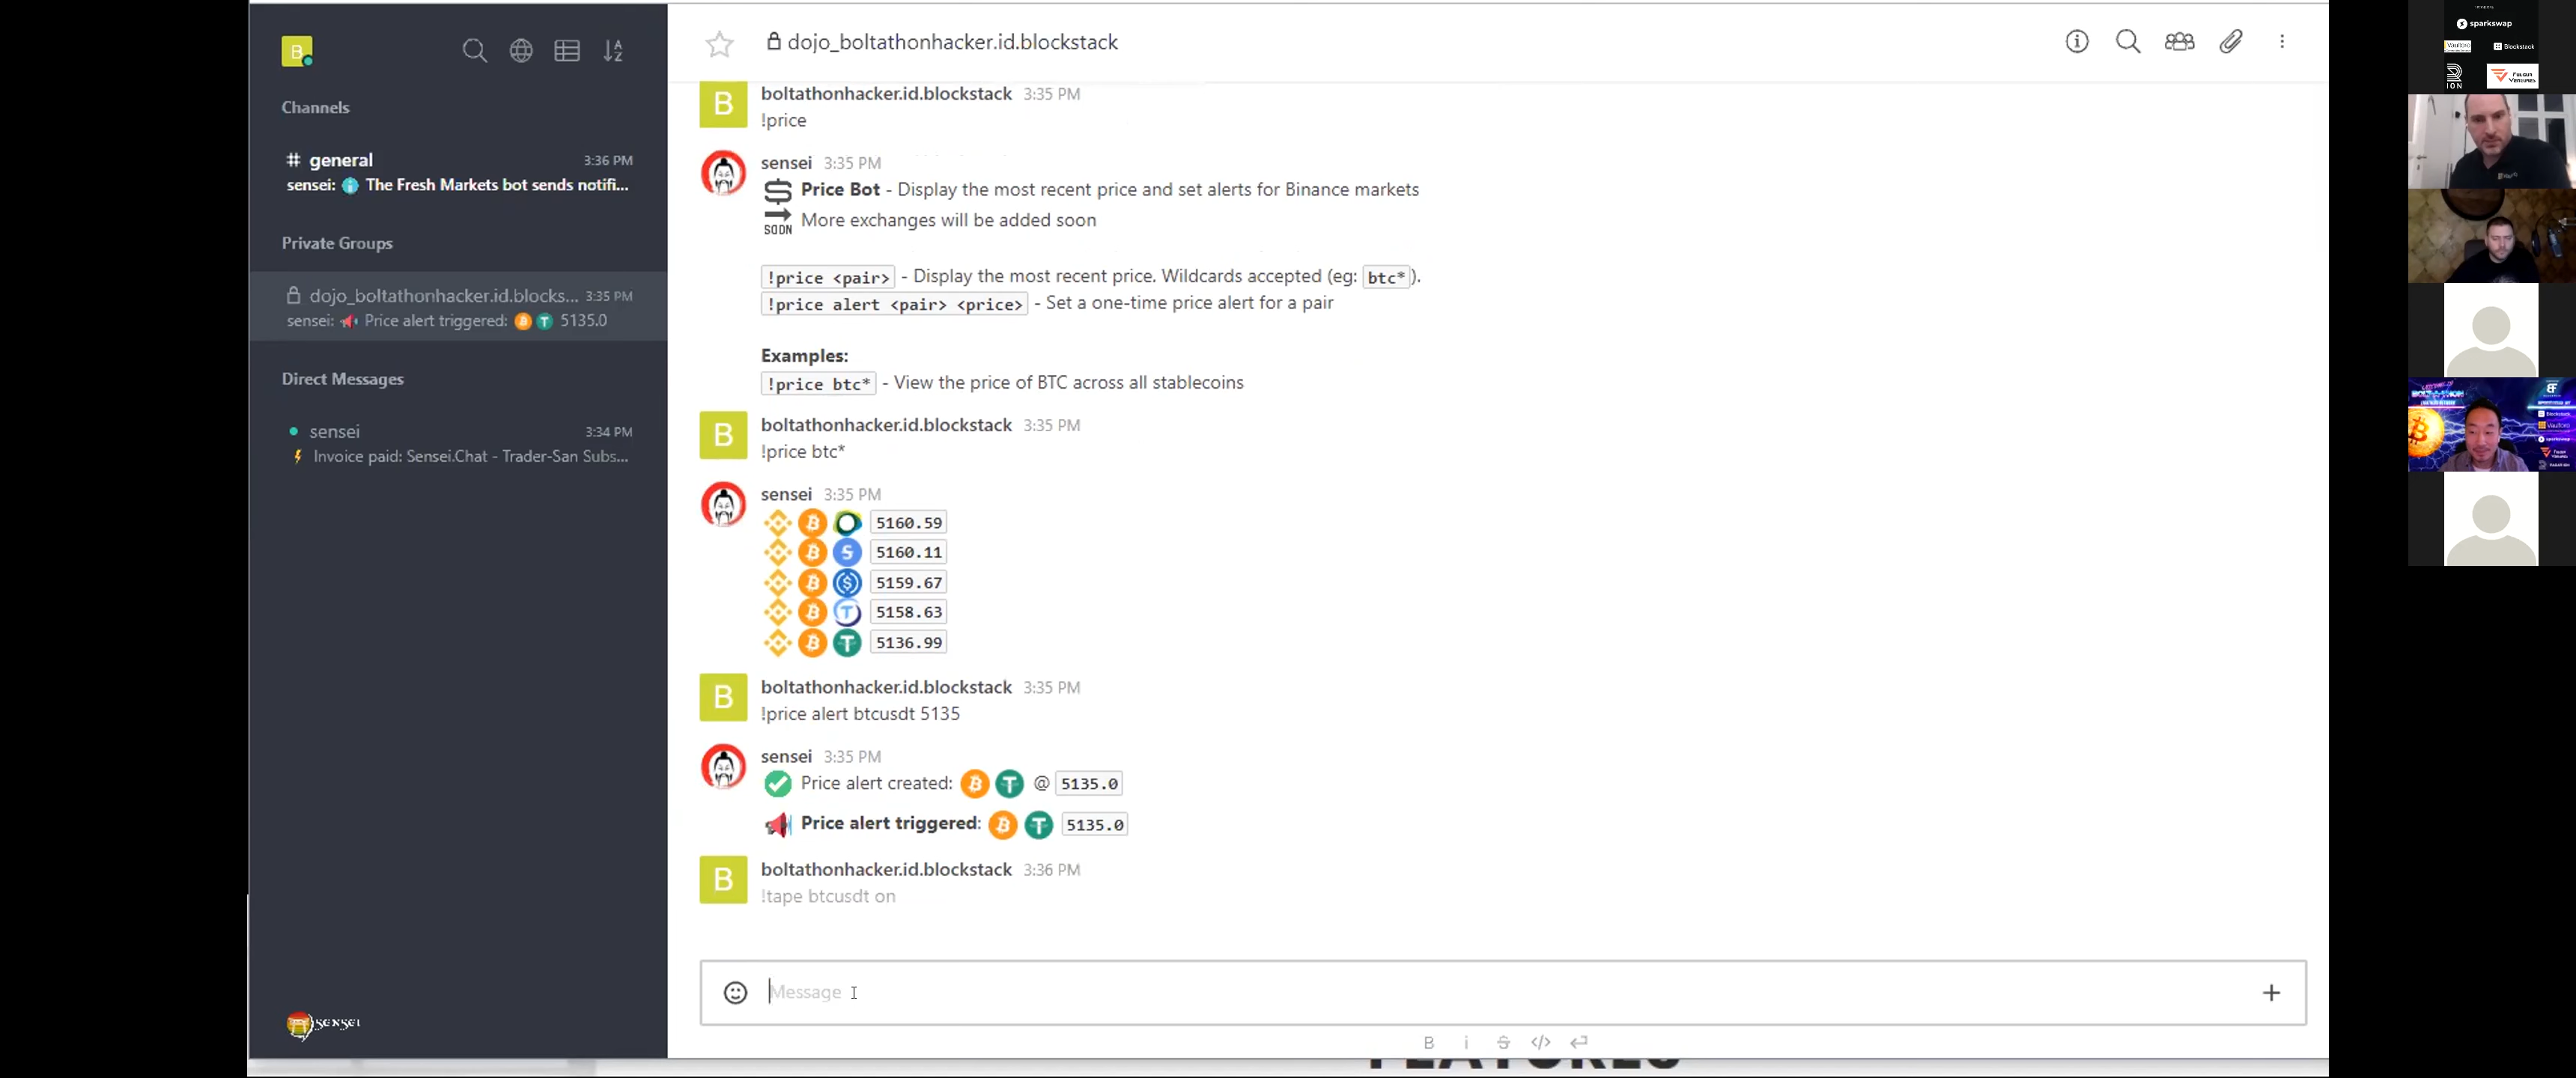 B
Channels
# general 3:36 PM
sensei: The Fresh Markets bot sends notifi...
Private Groups
dojo_boltathonhacker.id.blocks... 3:35 PM
sensei: Price alert triggered: 5135.0
Direct Messages
sensei 3:34 PM
Invoice paid: Sensei.Chat - Trader-San Subs...
SENSEI
dojo_boltathonhacker.id.blockstack
B
boltathonhacker.id.blockstack 3:35 PM
!price
sensei 3:35 PM
Price Bot - Display the most recent price and set alerts for Binance markets
SOON More exchanges will be added soon
!price <pair> - Display the most recent price. Wildcards accepted (eg: btc*).
!price alert <pair> <price> - Set a one-time price alert for a pair
Examples:
!price btc* - View the price of BTC across all stablecoins
B
boltathonhacker.id.blockstack 3:35 PM
!price btc*
sensei 3:35 PM
5160.59
5160.11
5159.67
5158.63
5136.99
B
boltathonhacker.id.blockstack 3:35 PM
!price alert btcusdt 5135
sensei 3:35 PM
Price alert created: @ 5135.0
Price alert triggered: 5135.0
B
boltathonhacker.id.blockstack 3:36 PM
!tape btcusdt on
Message
B i S </> 
FEATURES
sparkswap
Vaultoro Blockstack
ION FULGUR VENTURES